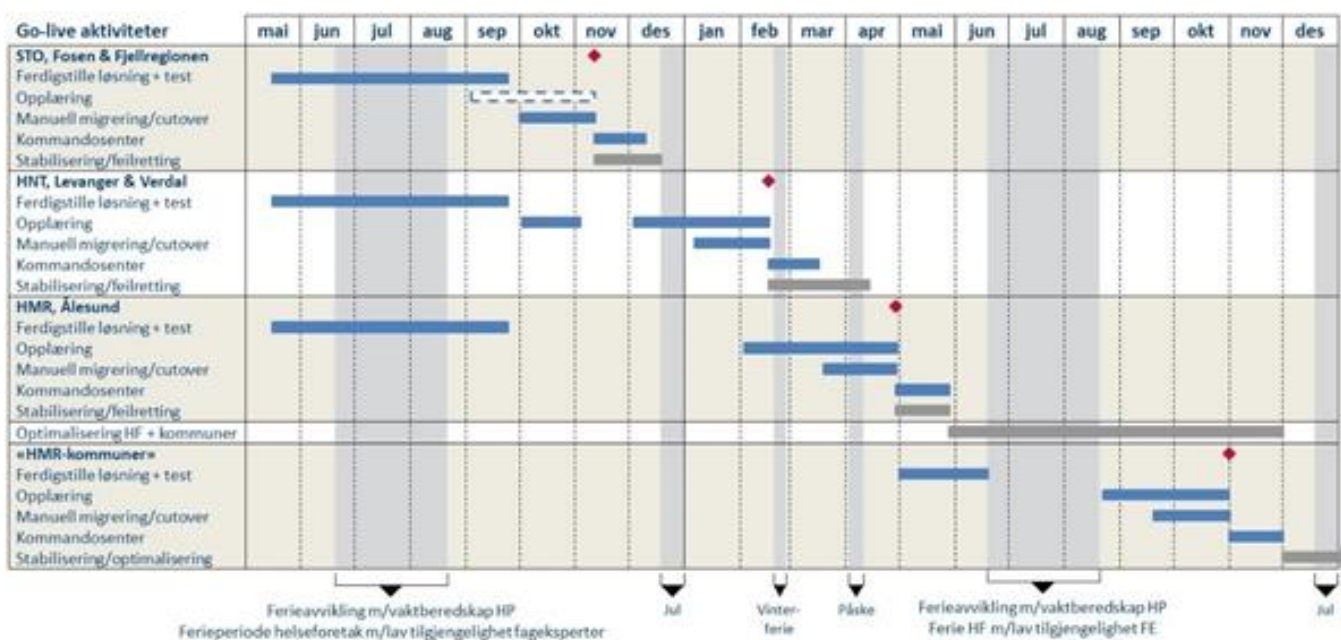 Go-live aktiviteter mai jun jul aug sep okt nov des jan feb mar apr mai jun jul aug sep okt nov des
STO, Fosen & Fjellregionen
Ferdigstille løsning + test
Opplæring
Manuell migrering/cutover
Kommandosenter
Stabilisering/feilretting
HNT, Levanger & Verdal
Ferdigstille løsning + test
Opplæring
Manuell migrering/cutover
Kommandosenter
Stabilisering/feilretting
HMR, Ålesund
Ferdigstille løsning + test
Opplæring
Manuell migrering/cutover
Kommandosenter
Stabilisering/feilretting
Optimalisering HF + kommuner
«HMR-kommuner»
Ferdigstille løsning + test
Opplæring
Manuell migrering/cutover
Kommandosenter
Stabilisering/optimalisering
Ferieavvikling m/vaktberedskap HP
Ferieperiode helseforetak m/lav tilgjengelighet fageksperter
Jul
Vinter-
ferie
Påske
Ferieavvikling m/vaktberedskap HP
Ferie HF m/lav tilgjengelighet FE
Jul